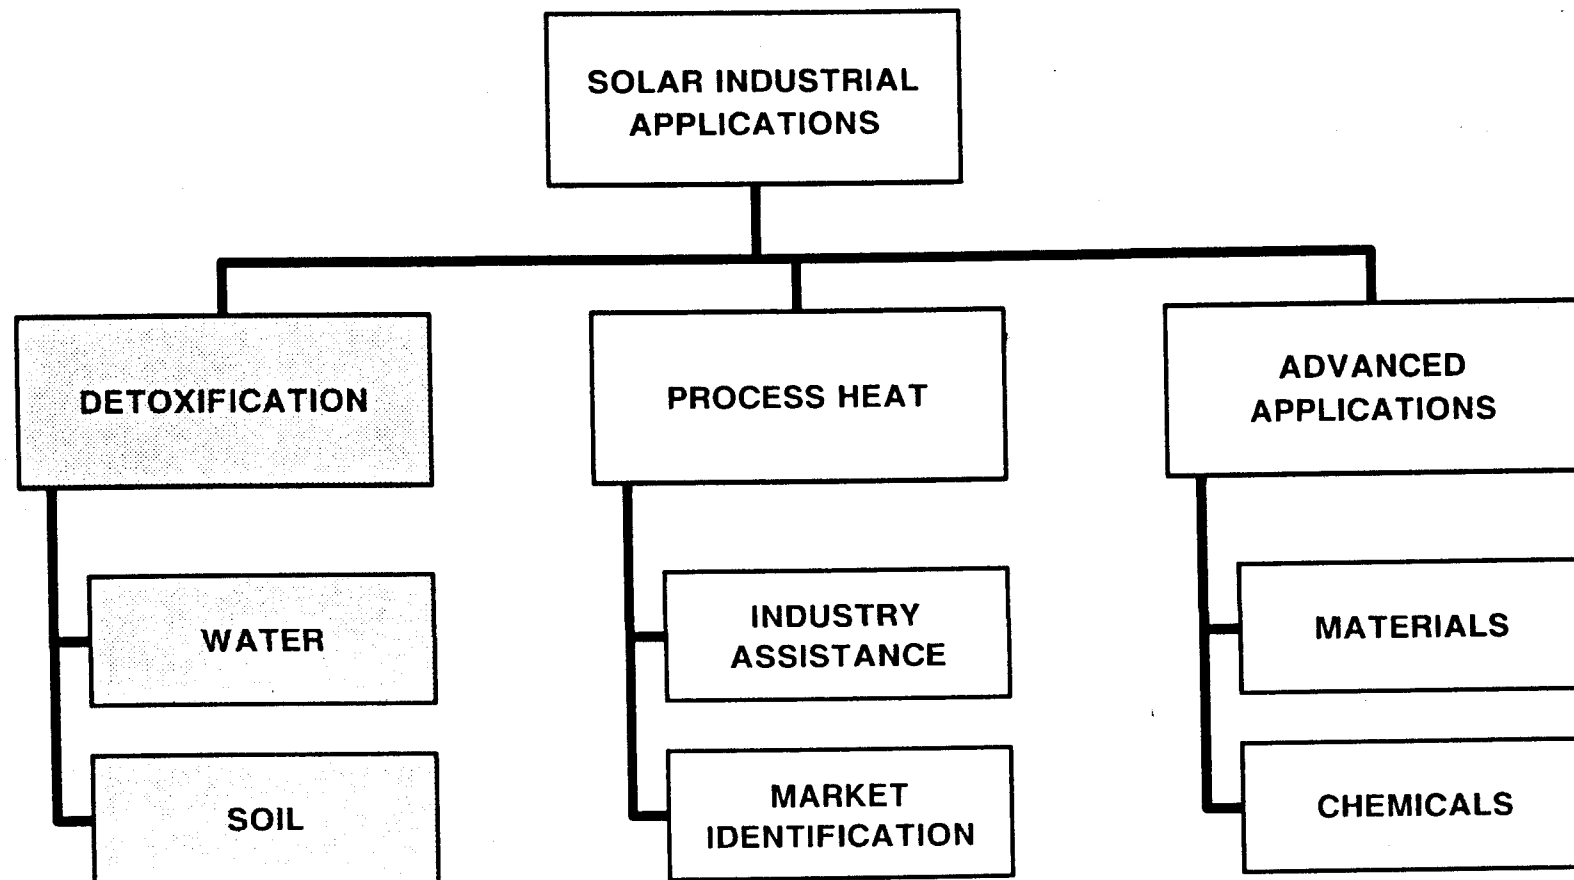 SOLAR INDUSTRIAL
APPLICATIONS
DETOXIFICATION
PROCESS HEAT
ADVANCED
APPLICATIONS
WATER
INDUSTRY
ASSISTANCE
MATERIALS
SOIL
MARKET
IDENTIFICATION
CHEMICALS